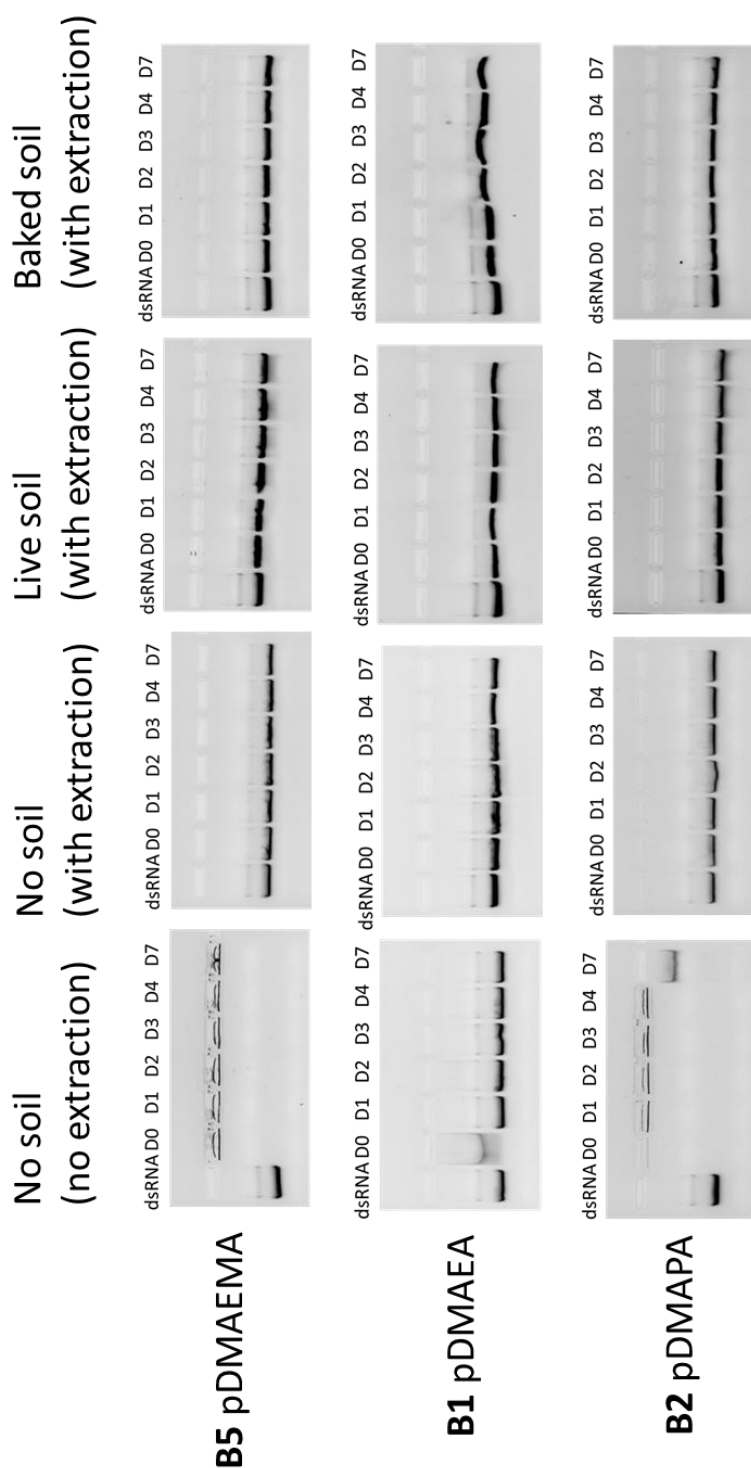 No soil
(no extraction)
No soil
(with extraction)
Live soil
(with extraction)
Baked soil
(with extraction)
B5 pDMAEMA
dsRNA D0 D1 D2 D3 D4 D7
dsRNA D0 D1 D2 D3 D4 D7
dsRNA D0 D1 D2 D3 D4 D7
dsRNA D0 D1 D2 D3 D4 D7
B1 pDMAEA
dsRNA D0 D1 D2 D3 D4 D7
dsRNA D0 D1 D2 D3 D4 D7
dsRNA D0 D1 D2 D3 D4 D7
dsRNA D0 D1 D2 D3 D4 D7
B2 pDMAPA
dsRNA D0 D1 D2 D3 D4 D7
dsRNA D0 D1 D2 D3 D4 D7
dsRNA D0 D1 D2 D3 D4 D7
dsRNA D0 D1 D2 D3 D4 D7